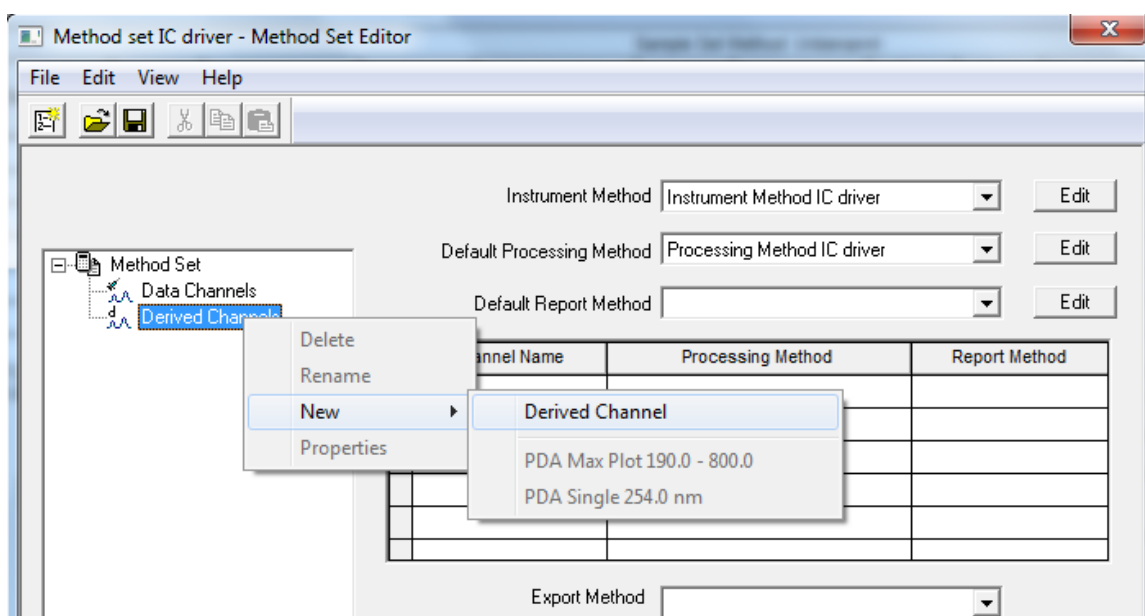 Method set IC driver - Method Set Editor
File Edit View Help
Instrument Method Instrument Method IC driver Edit
Default Processing Method Processing Method IC driver Edit
Method Set
Data Channels
Default Report Method Edit
Derived Channels
Delete
Rename
New
Properties
Channel Name Processing Method Report Method
Derived Channel
PDA Max Plot 190.0 - 800.0
PDA Single 254.0 nm
Export Method